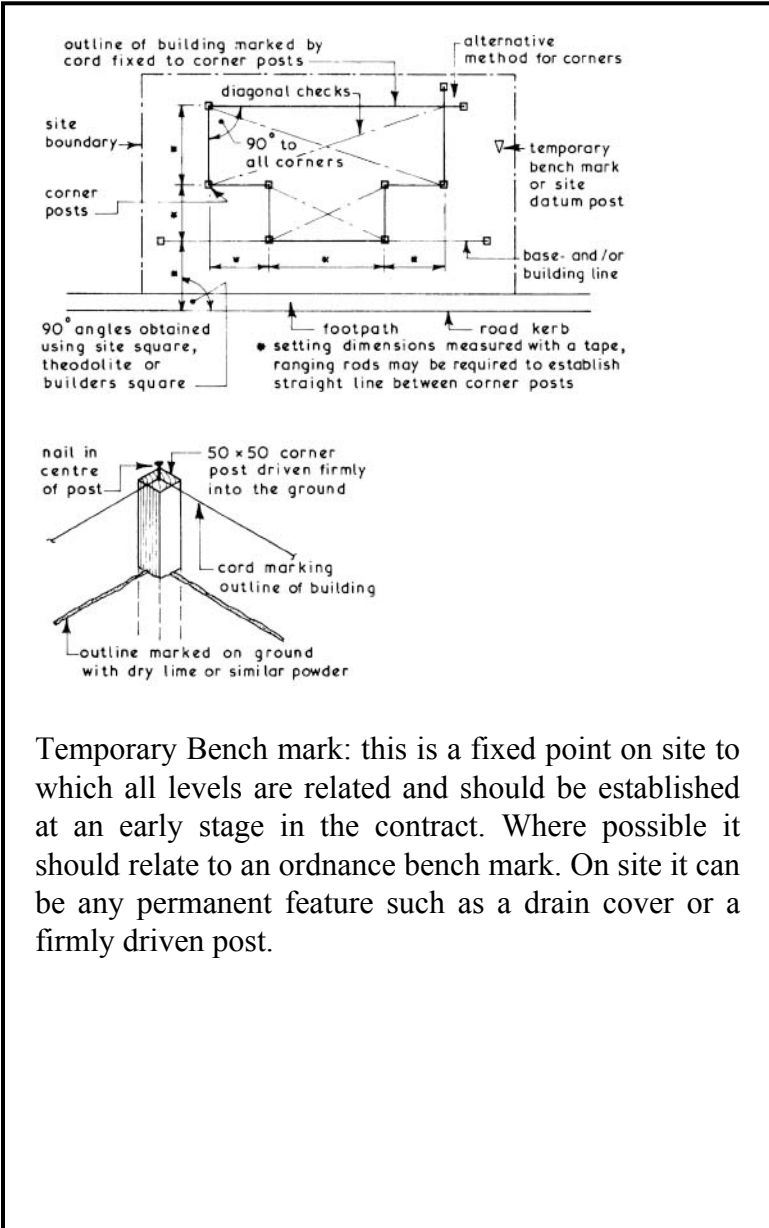 outline of building marked by
cord fixed to corner posts
alternative
method for corners
diagonal checks
site
boundary
90° to
all corners
temporary
bench mark
or site
datum post
corner
posts
base- and/or
building line
90° angles obtained
using site square,
theodolite or
builders square
footpath
road kerb
* setting dimensions measured with a tape,
ranging rods may be required to establish
straight line between corner posts
nail in
centre
of post
50 × 50 corner
post driven firmly
into the ground
cord marking
outline of building
outline marked on ground
with dry lime or similar powder
Temporary Bench mark: this is a fixed point on site to
which all levels are related and should be established
at an early stage in the contract. Where possible it
should relate to an ordnance bench mark. On site it can
be any permanent feature such as a drain cover or a
firmly driven post.